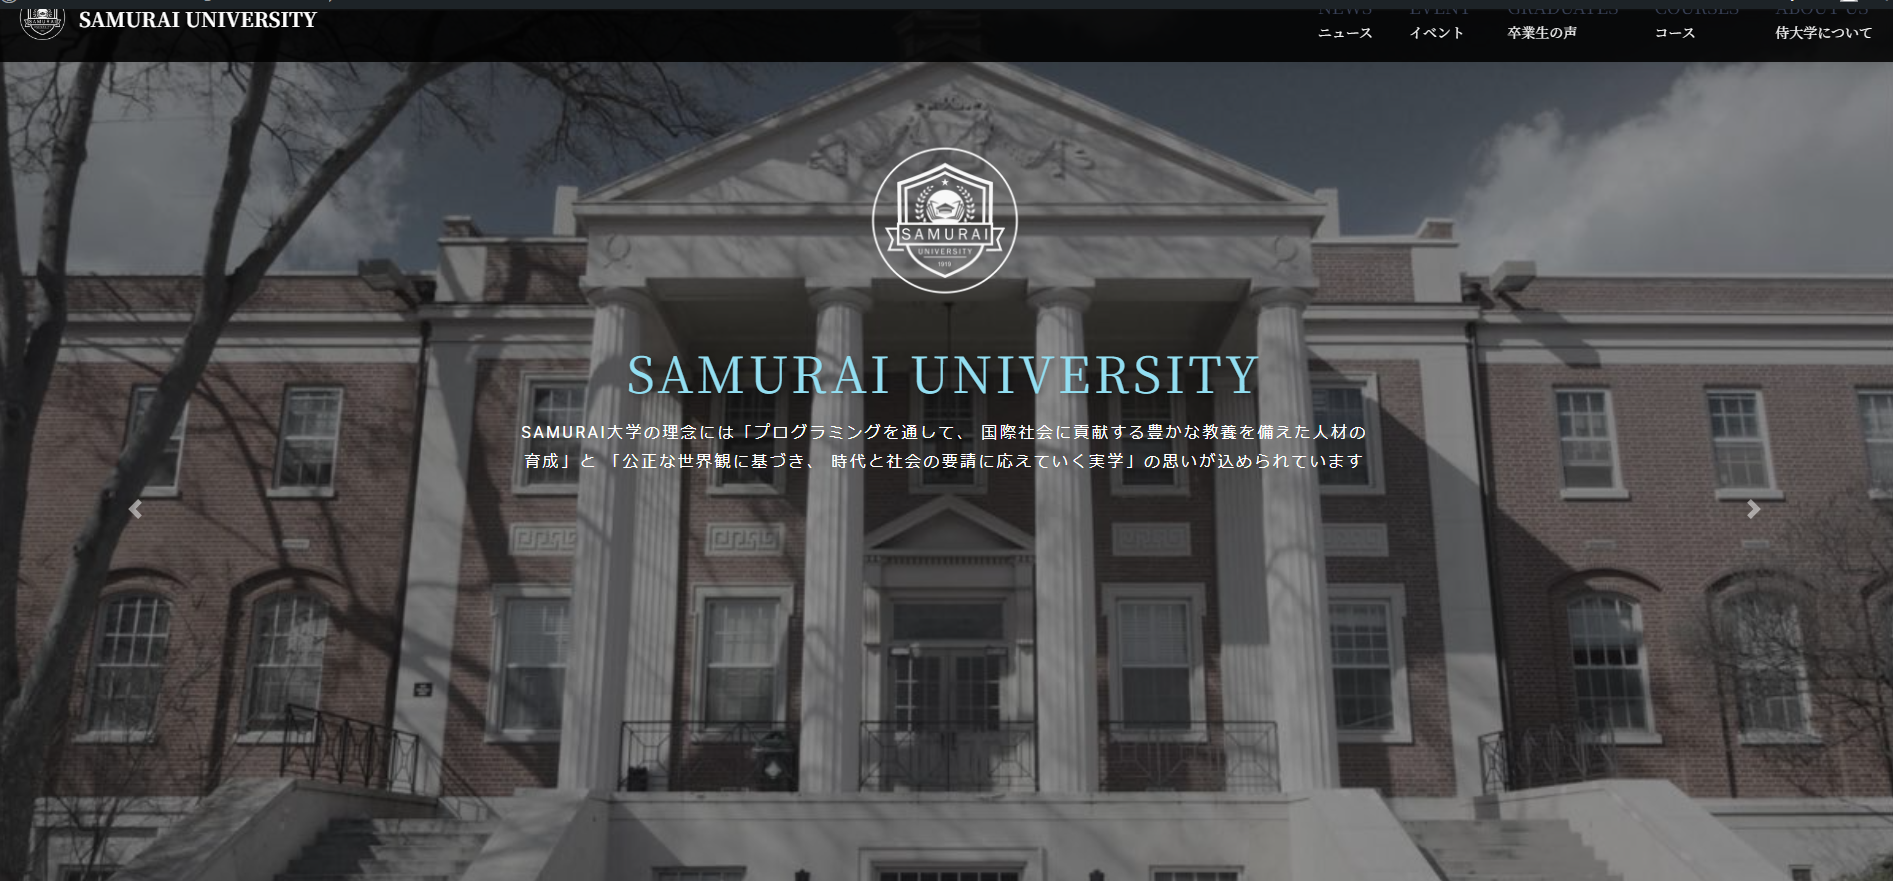 SAMURAI UNIVERSITY
NEWS EVENT GRADUATES COURSES ABOUT US
ニュース イベント 卒業生の声 コース 侍大学について
SAMURAI
UNIVERSITY
1919
SAMURAI UNIVERSITY
SAMURAI大学の理念には「プログラミングを通して、 国際社会に貢献する豊かな教養を備えた人材の
育成」と 「公正な世界観に基づき、 時代と社会の要請に応えていく実学」の思いが込められています